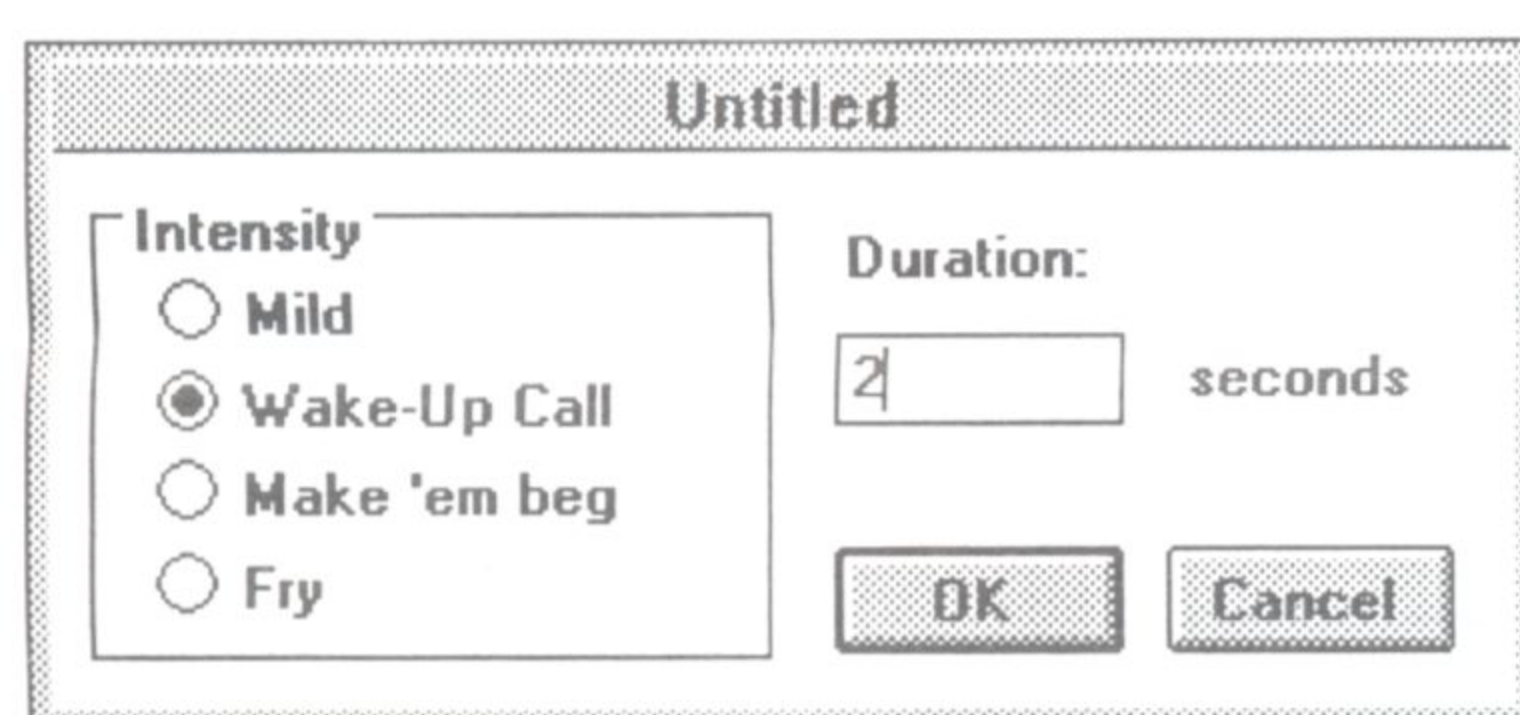 Untitled
Intensity
Mild
Wake-Up Call
Make 'em beg
Fry
Duration:
2 seconds
OK Cancel